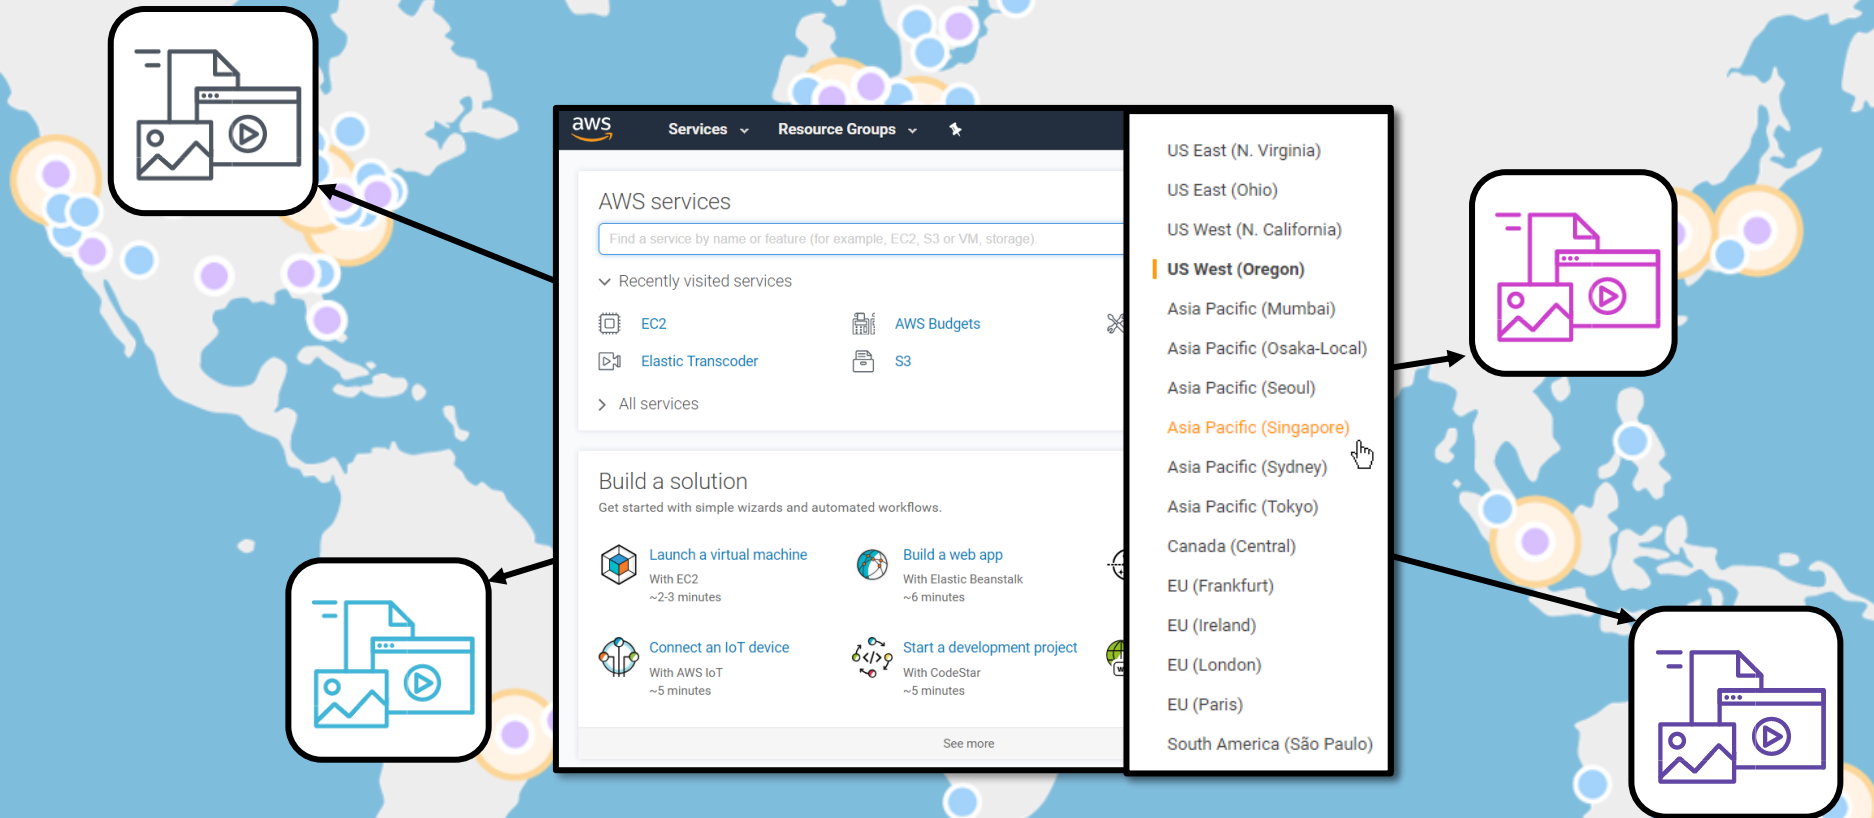 aws
Services
Resource Groups
AWS services
Find a service by name or feature (for example, EC2, S3 or VM, storage).
Recently visited services
EC2
AWS Budgets
Elastic Transcoder
S3
All services
Build a solution
Get started with simple wizards and automated workflows.
Launch a virtual machine
With EC2
~2-3 minutes
Build a web app
With Elastic Beanstalk
~6 minutes
Connect an IoT device
With AWS IoT
~5 minutes
Start a development project
With CodeStar
~5 minutes
See more
US East (N. Virginia)
US East (Ohio)
US West (N. California)
US West (Oregon)
Asia Pacific (Mumbai)
Asia Pacific (Osaka-Local)
Asia Pacific (Seoul)
Asia Pacific (Singapore)
Asia Pacific (Sydney)
Asia Pacific (Tokyo)
Canada (Central)
EU (Frankfurt)
EU (Ireland)
EU (London)
EU (Paris)
South America (São Paulo)